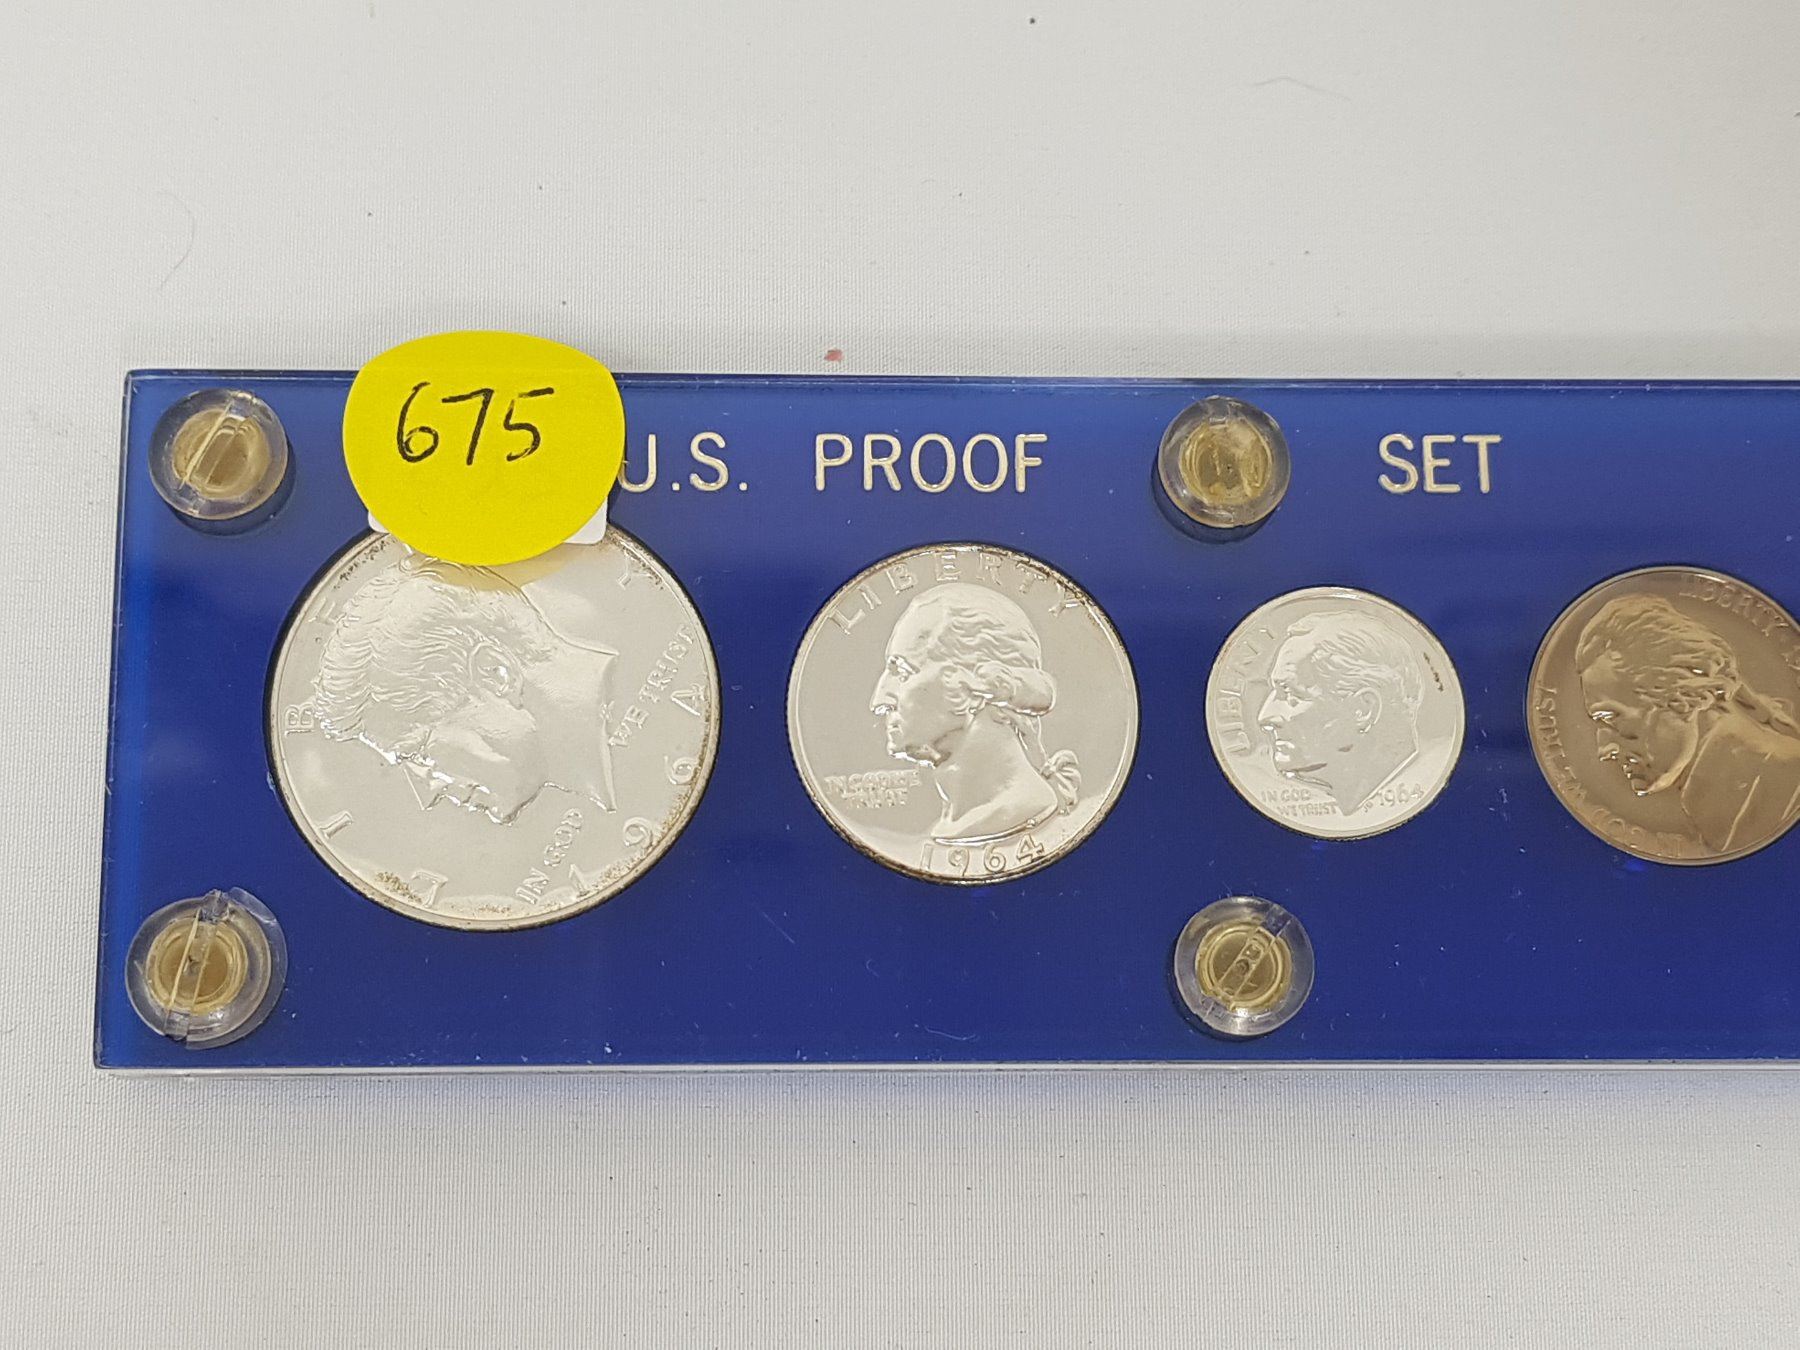 675
U.S. PROOF SET
LIBERTY
IN GOD WE TRUST
1964
LIBERTY
IN GOD
WE TRUST
1964
LIBERTY
IN GOD
WE TRUST
1964
LIBERTY
IN GOD WE TRUST